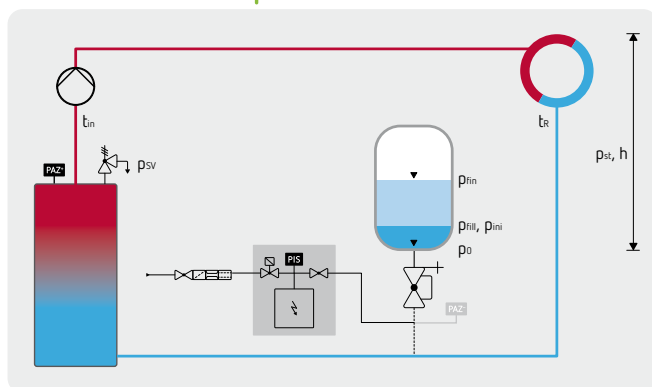 tin
tR
pst, h
PAZ+
pSV
pfin
pfill, pini
p0
PIS
PAZ